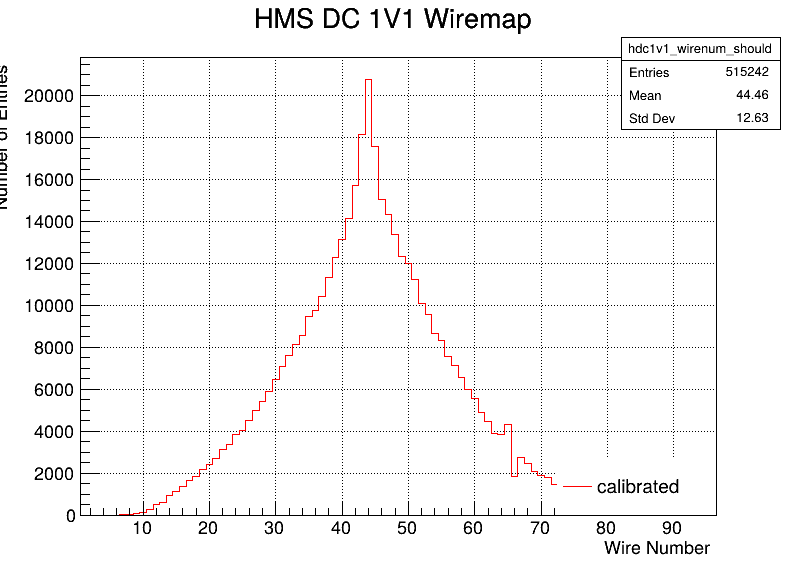 HMS DC 1V1 Wiremap
hdc1v1_wirenum_should
Entries 515242
Mean 44.46
Std Dev 12.63
Number of Entries
20000
18000
16000
14000
12000
10000
8000
6000
4000
2000
0
calibrated
10 20 30 40 50 60 70 80 90
Wire Number